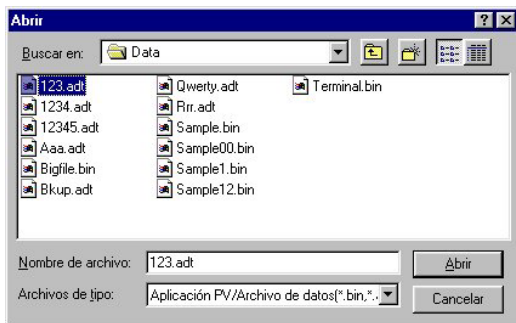 Abrir
Buscar en: Data
123.adt Qwerty.adt Terminal.bin
1234.adt Rrr.adt
12345.adt Sample.bin
Aaa.adt Sample00.bin
Bigfile.bin Sample1.bin
Bkup.adt Sample12.bin
Nombre de archivo: 123.adt Abrir
Archivos de tipo: Aplicación PV/Archivo de datos(*.bin,*. Cancelar